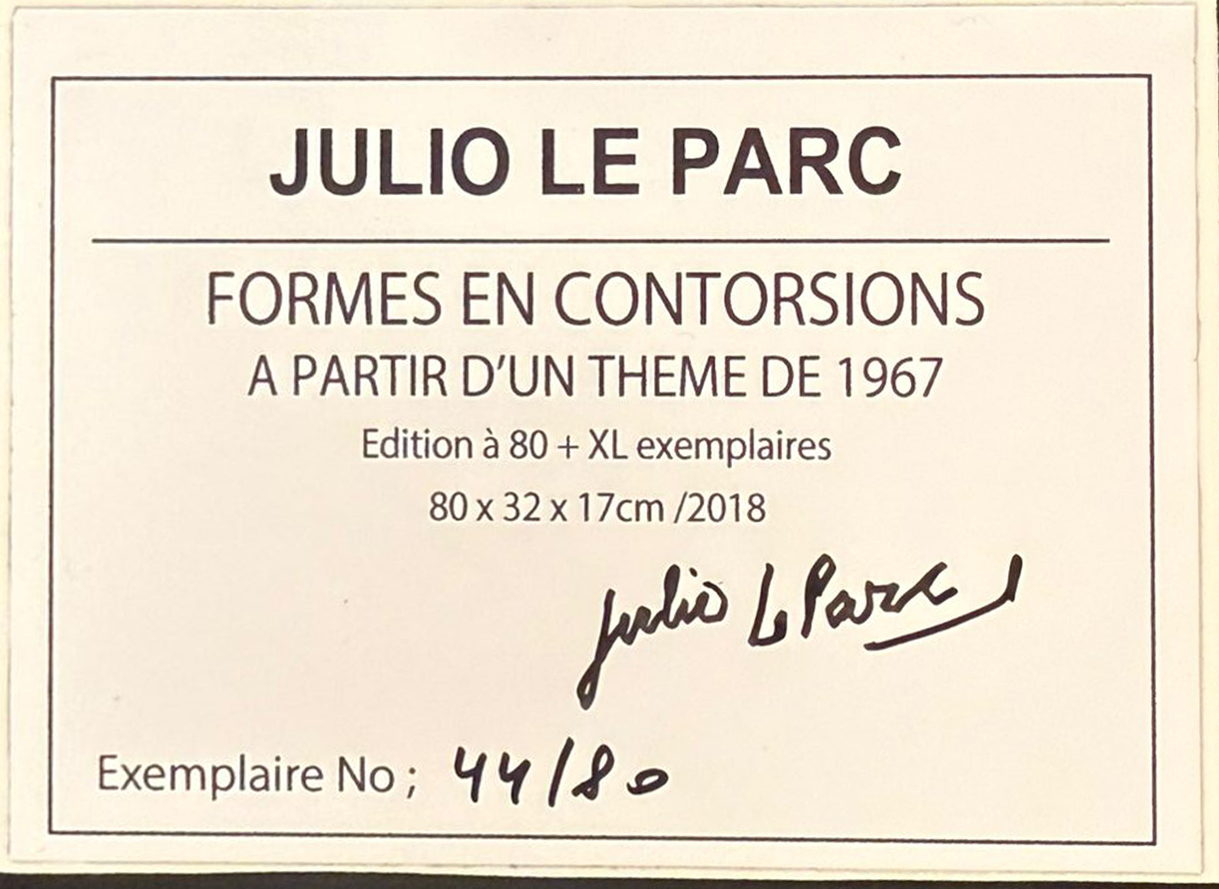 JULIO LE PARC
FORMES EN CONTORSIONS
A PARTIR D'UN THEME DE 1967
Edition à 80 + XL exemplaires
80 x 32 x 17cm /2018
Julio Le Parc
Exemplaire No ; 44/80